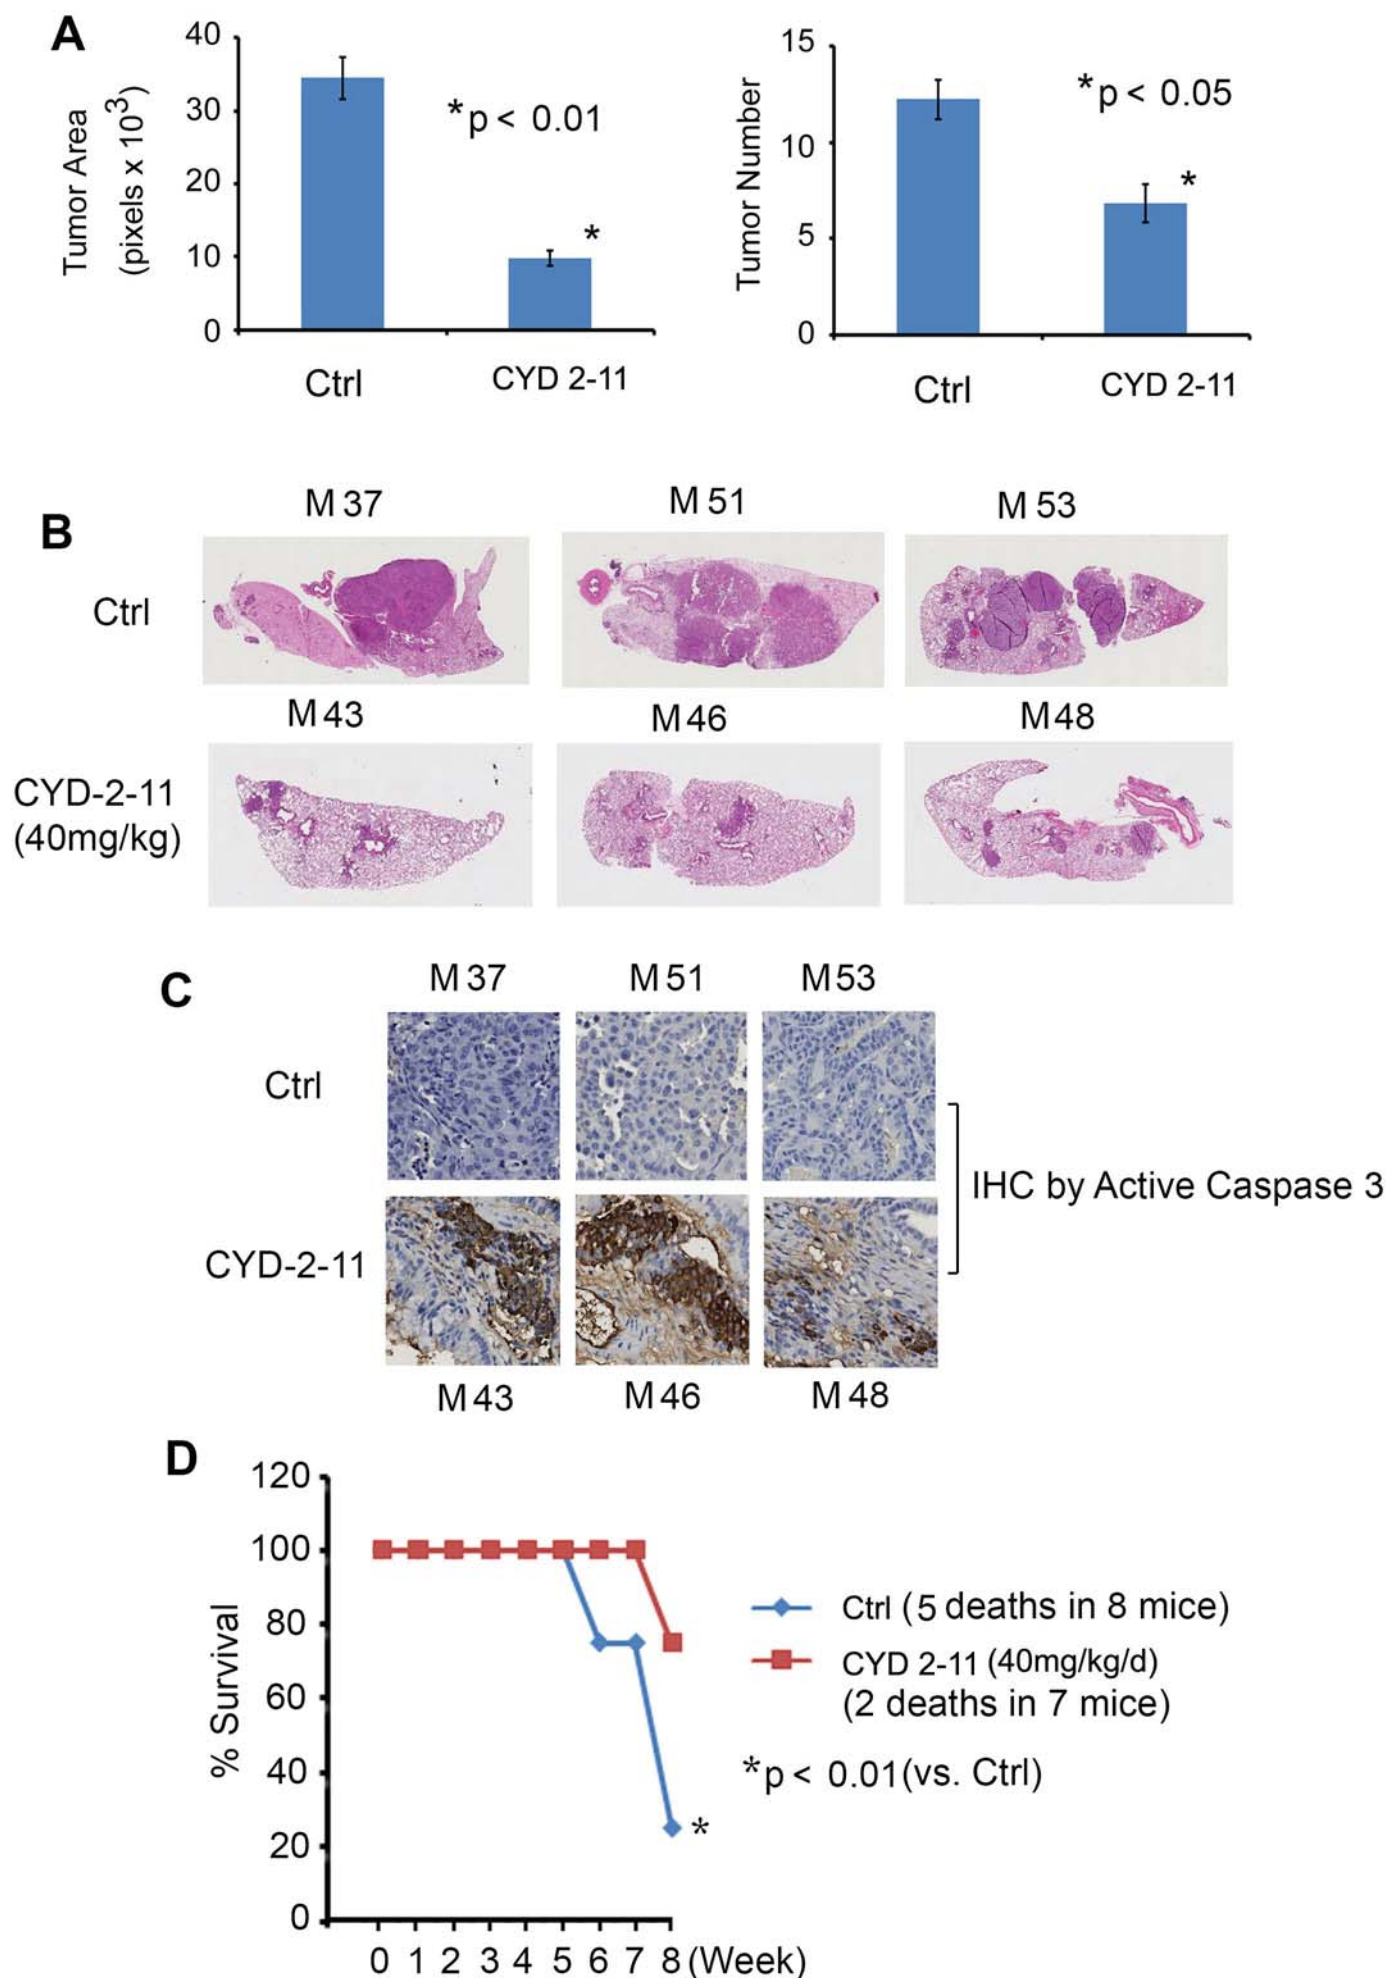 A
40
30
20
10
0
Tumor Area
(pixels x 10³)
*p < 0.01
*
Ctrl
CYD 2-11
15
10
5
0
Tumor Number
*p < 0.05
*
Ctrl
CYD 2-11
B
M 37
M 51
M 53
Ctrl
M 43
M 46
M 48
CYD-2-11
(40mg/kg)
C
M 37
M 51
M 53
Ctrl
IHC by Active Caspase 3
CYD-2-11
M 43
M 46
M 48
D
120
100
80
60
40
20
0
% Survival
Ctrl (5 deaths in 8 mice)
CYD 2-11 (40mg/kg/d)
(2 deaths in 7 mice)
*p < 0.01(vs. Ctrl)
*
0 1 2 3 4 5 6 7 8 (Week)